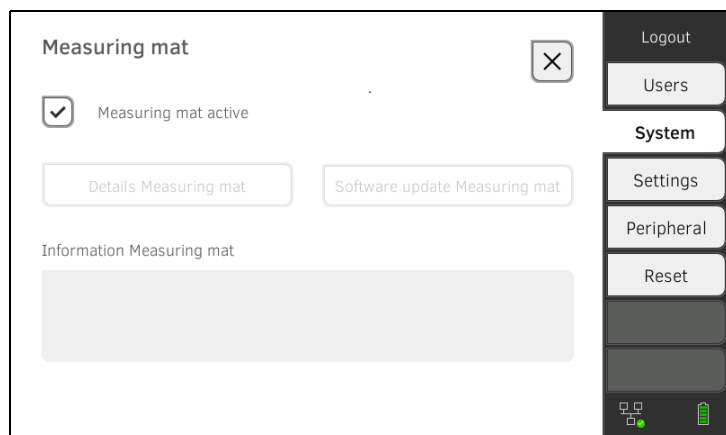 Measuring mat
Measuring mat active
Details Measuring mat
Software update Measuring mat
Information Measuring mat
Logout
Users
System
Settings
Peripheral
Reset